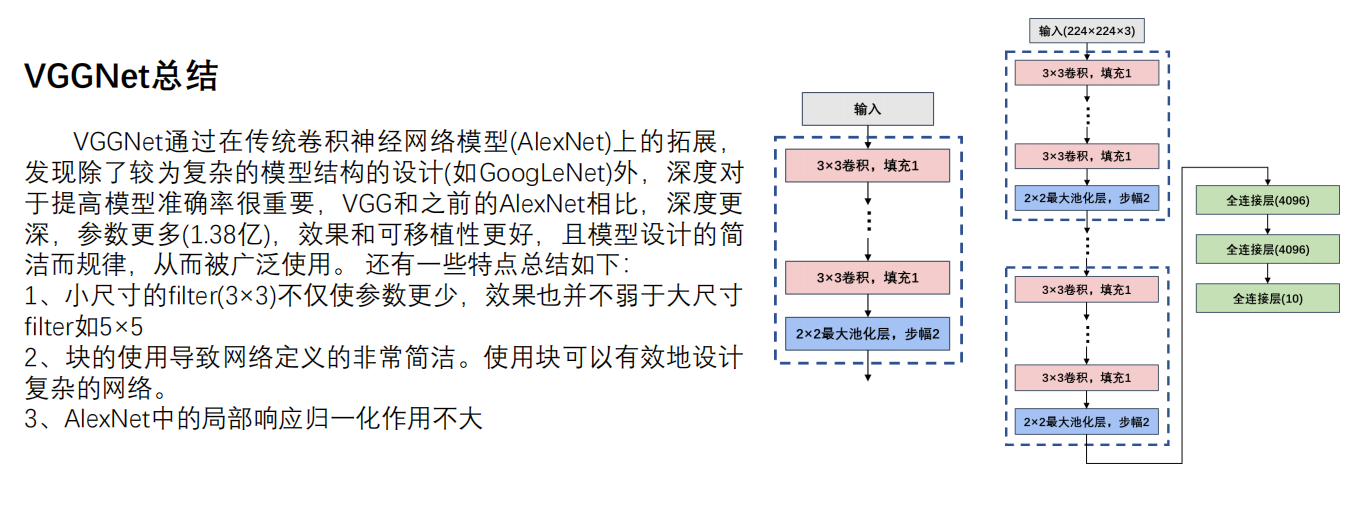 VGGNet总结
VGGNet通过在传统卷积神经网络模型(AlexNet)上的拓展，
发现除了较为复杂的模型结构的设计(如GoogLeNet)外，深度对
于提高模型准确率很重要，VGG和之前的AlexNet相比，深度更
深，参数更多(1.38亿)，效果和可移植性更好，且模型设计的简
洁而规律，从而被广泛使用。 还有一些特点总结如下：
1、小尺寸的filter(3×3)不仅使参数更少，效果也并不弱于大尺寸
filter如5×5
2、块的使用导致网络定义的非常简洁。使用块可以有效地设计
复杂的网络。
3、AlexNet中的局部响应归一化作用不大
输入
3×3卷积，填充1
3×3卷积，填充1
2×2最大池化层，步幅2
输入(224×224×3)
3×3卷积，填充1
3×3卷积，填充1
2×2最大池化层，步幅2
3×3卷积，填充1
3×3卷积，填充1
2×2最大池化层，步幅2
全连接层(4096)
全连接层(4096)
全连接层(10)